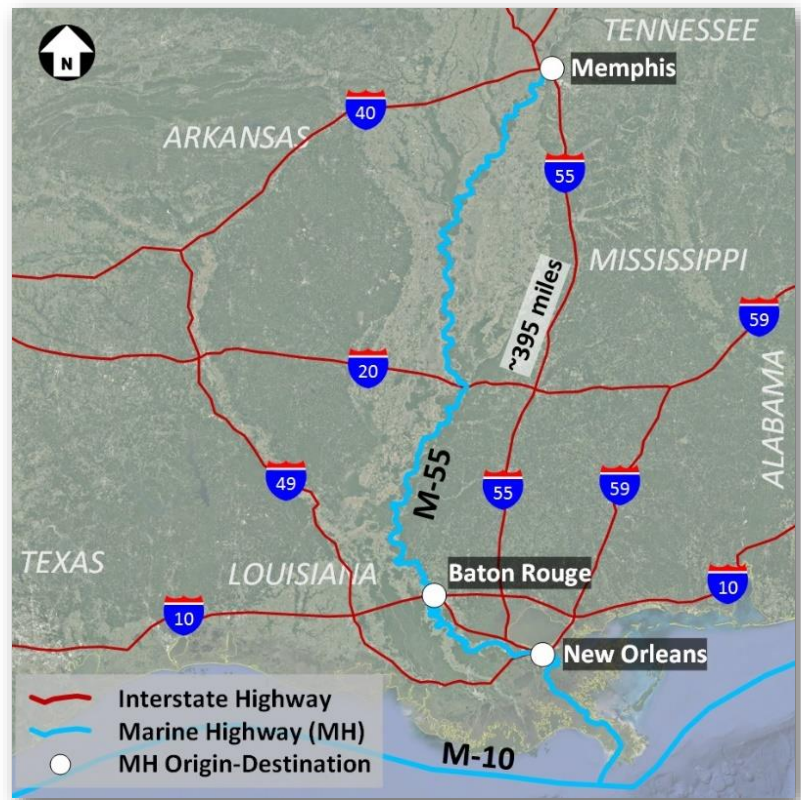 N
TENNESSEE
Memphis
40
ARKANSAS
55
MISSISSIPPI
~395 miles
59
20
ALABAMA
M-55
49
55
59
TEXAS
LOUISIANA
Baton Rouge
10
10
New Orleans
Interstate Highway
Marine Highway (MH)
MH Origin-Destination
M-10